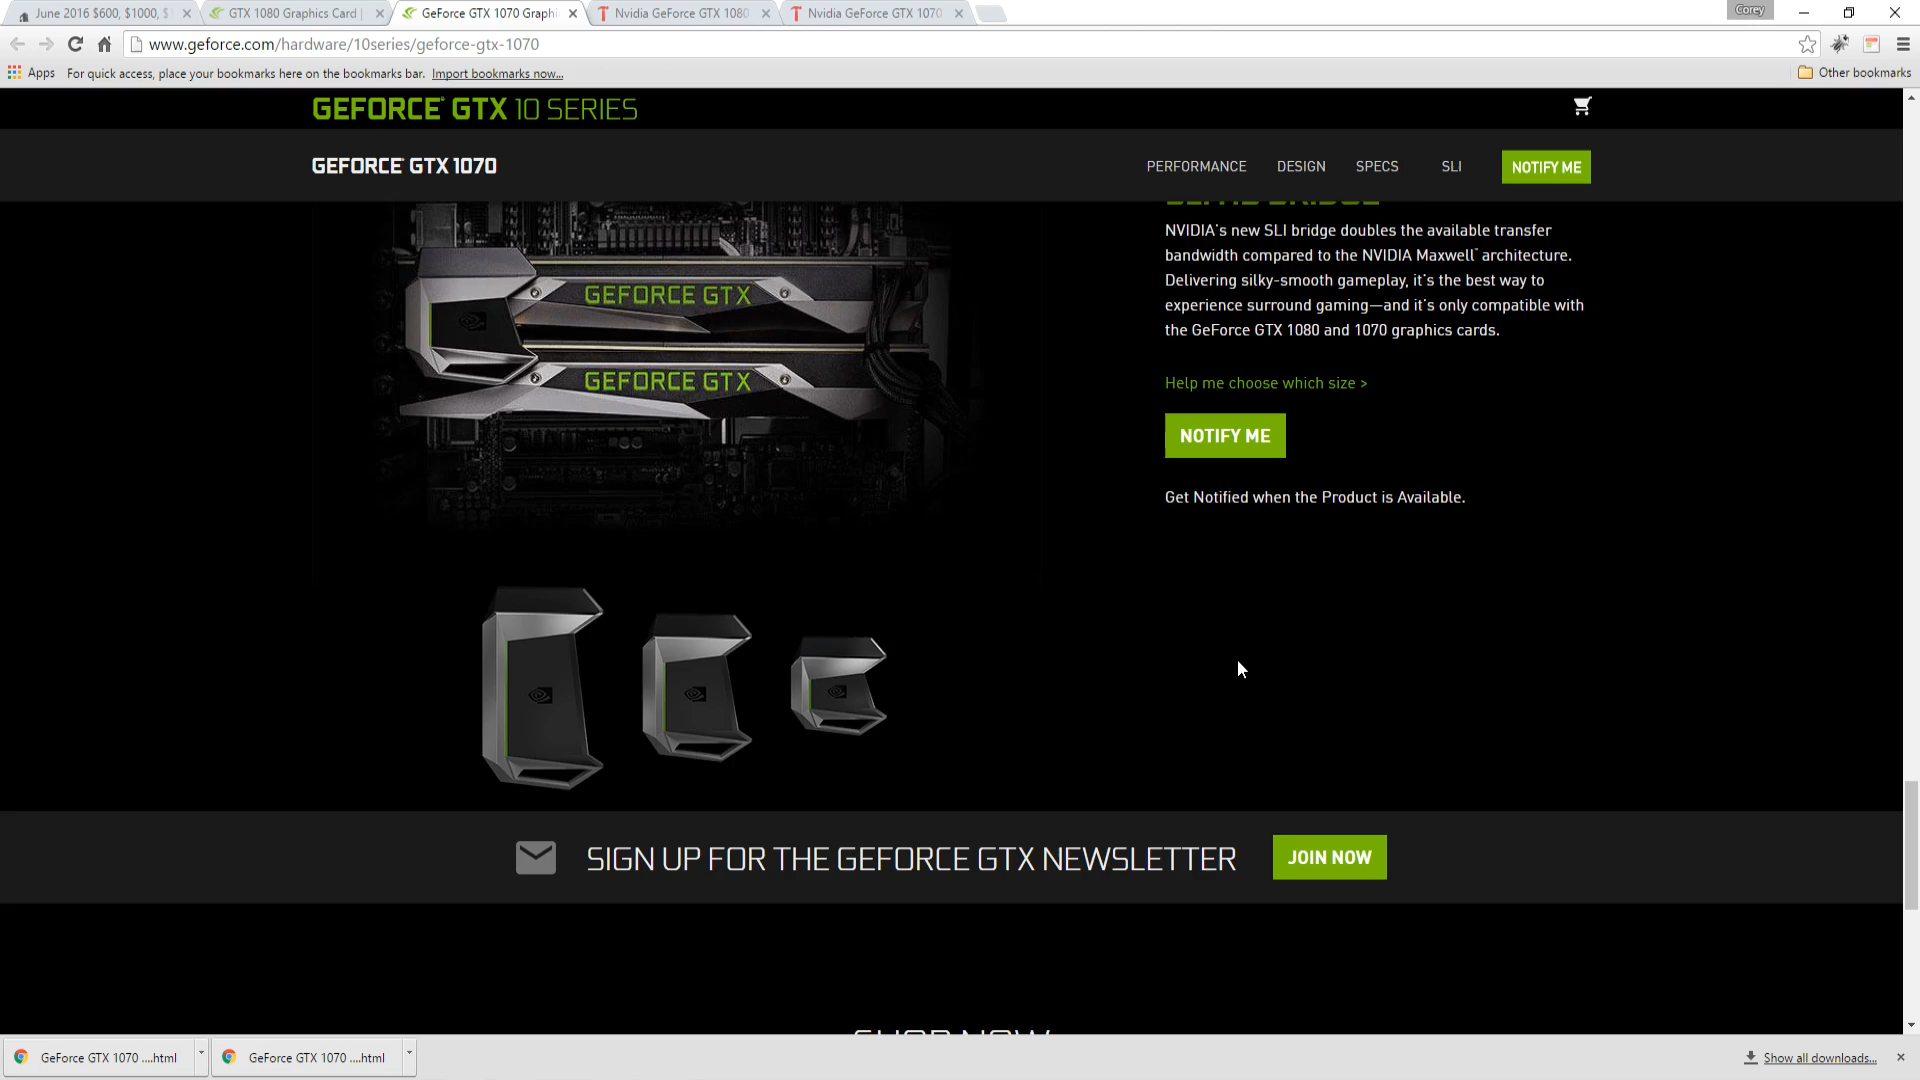 June 2016 $600, $1000, $1
GTX 1080 Graphics Card |
GeForce GTX 1070 Graphi
Nvidia GeForce GTX 1080
Nvidia GeForce GTX 1070
Corey
www.geforce.com/hardware/10series/geforce-gtx-1070
Apps
For quick access, place your bookmarks here on the bookmarks bar. Import bookmarks now...
Other bookmarks
GEFORCE® GTX 10 SERIES
GEFORCE® GTX 1070
PERFORMANCE
DESIGN
SPECS
SLI
NOTIFY ME
GEFORCE GTX
GEFORCE GTX
NVIDIA's new SLI bridge doubles the available transfer
bandwidth compared to the NVIDIA Maxwell™ architecture.
Delivering silky-smooth gameplay, it's the best way to
experience surround gaming—and it's only compatible with
the GeForce GTX 1080 and 1070 graphics cards.
Help me choose which size >
NOTIFY ME
Get Notified when the Product is Available.
SIGN UP FOR THE GEFORCE GTX NEWSLETTER
JOIN NOW
SHOP NOW
GeForce GTX 1070 ....html
GeForce GTX 1070 ....html
Show all downloads...